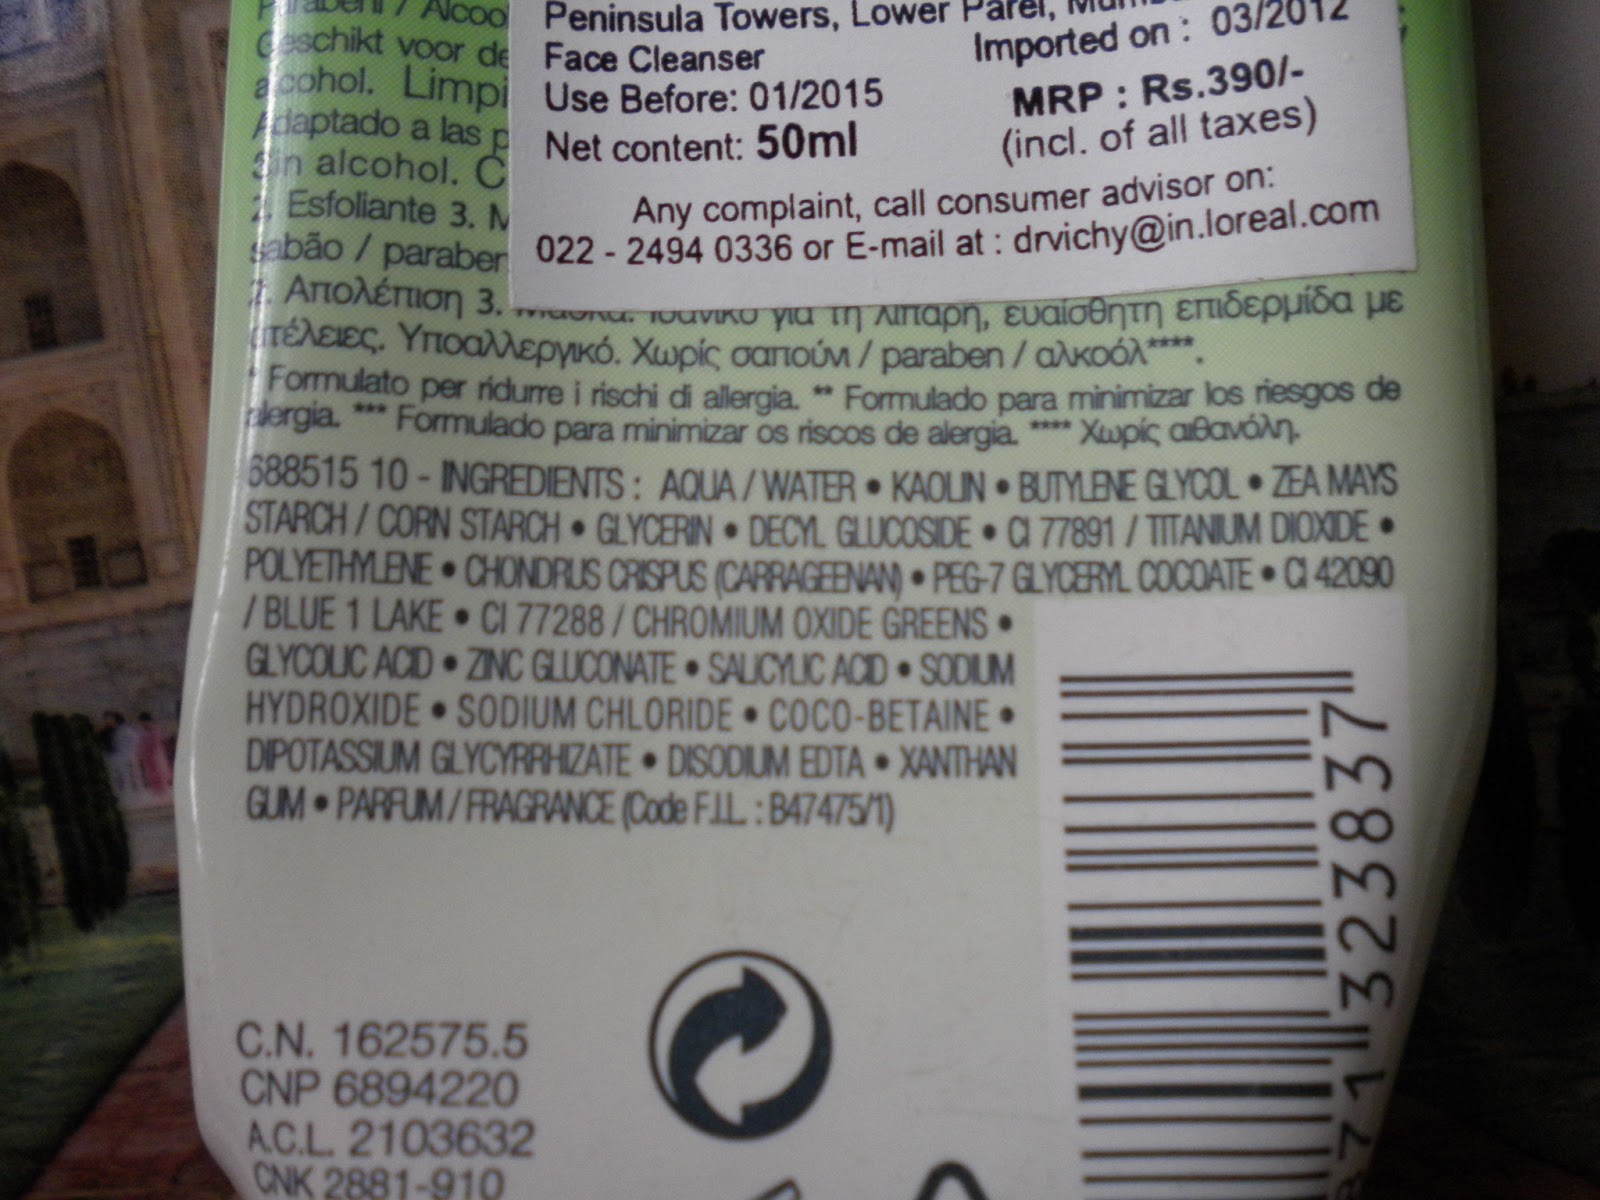 Peninsula Towers, Lower Parel,
Face Cleanser
Imported on : 03/2012
Use Before: 01/2015
MRP : Rs.390/-
Net content: 50ml
(incl. of all taxes)
Any complaint, call consumer advisor on:
022 - 2494 0336 or E-mail at : drvichy@in.loreal.com
Geschikt voor
alcohol.
Adaptado a las
Sin alcohol.
2. Esfoliante 3.
sabão /
2. Απολέπιση 3. για τη λιπαρή, ευαίσθητη επιδερμίδα με
ατέλειες. Υποαλλεργικό. Χωρίς σαπούνι / paraben / αλκοόλ****.
* Formulato per ridurre i rischi di allergia. ** Formulado para minimizar los riesgos de
alergia. *** Formulado para minimizar os riscos de alergia. **** Χωρίς αιθανόλη.
688515 10 - INGREDIENTS : AQUA / WATER • KAOLIN • BUTYLENE GLYCOL • ZEA MAYS
STARCH / CORN STARCH • GLYCERIN • DECYL GLUCOSIDE • CI 77891 / TITANIUM DIOXIDE •
POLYETHYLENE • CHONDRUS CRISPUS (CARRAGEENAN) • PEG-7 GLYCERYL COCOATE • CI 42090
/ BLUE 1 LAKE • CI 77288 / CHROMIUM OXIDE GREENS •
GLYCOLIC ACID • ZINC GLUCONATE • SALICYLIC ACID • SODIUM
HYDROXIDE • SODIUM CHLORIDE • COCO-BETAINE •
DIPOTASSIUM GLYCYRRHIZATE • DISODIUM EDTA • XANTHAN
GUM • PARFUM / FRAGRANCE (Code F.I.L. : B47475/1)
C.N. 162575.5
CNP 6894220
A.C.L. 2103632
CNK 2881-910
871323837